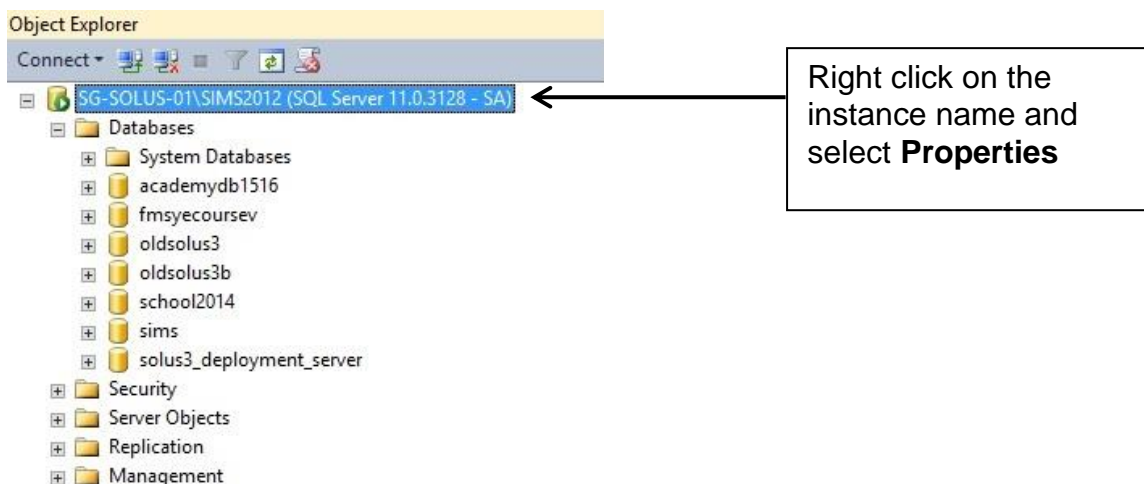 Object Explorer
Connect
SG-SOLUS-01\SIMS2012 (SQL Server 11.0.3128 - SA)
Databases
System Databases
academydb1516
fmsyecoursev
oldsolus3
oldsolus3b
school2014
sims
solus3_deployment_server
Security
Server Objects
Replication
Management
Right click on the
instance name and
select Properties